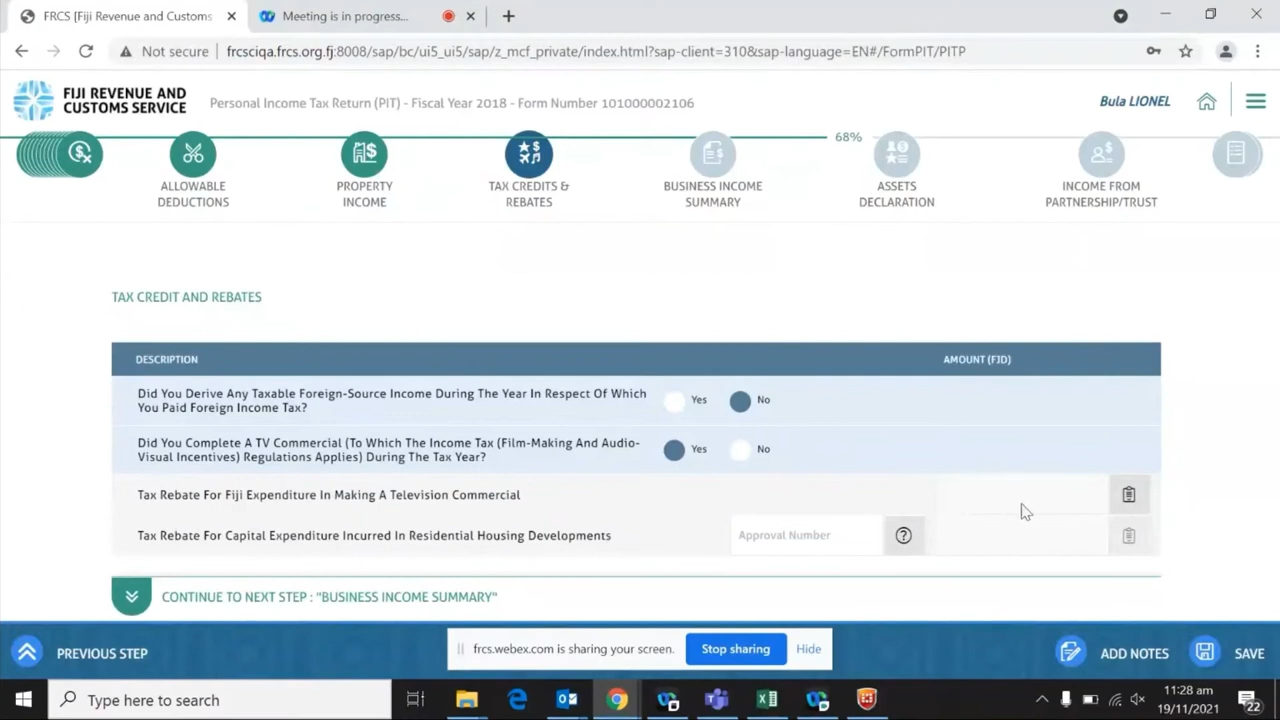 FRCS [Fiji Revenue and Customs
Meeting is in progress...
Not secure
frcsciqa.frcs.org.fj:8008/sap/bc/ui5_ui5/sap/z_mcf_private/index.html?sap-client=310&sap-language=EN#/FormPIT/PITP
FIJI REVENUE AND
CUSTOMS SERVICE
Personal Income Tax Return (PIT) - Fiscal Year 2018 - Form Number 101000002106
Bula LIONEL
68%
ALLOWABLE
DEDUCTIONS
PROPERTY
INCOME
TAX CREDITS &
REBATES
BUSINESS INCOME
SUMMARY
ASSETS
DECLARATION
INCOME FROM
PARTNERSHIP/TRUST
TAX CREDIT AND REBATES
DESCRIPTION
AMOUNT (FJD)
Did You Derive Any Taxable Foreign-Source Income During The Year In Respect Of Which
You Paid Foreign Income Tax?
Yes
No
Did You Complete A TV Commercial (To Which The Income Tax (Film-Making And Audio-
Visual Incentives) Regulations Applies) During The Tax Year?
Yes
No
Tax Rebate For Fiji Expenditure In Making A Television Commercial
Tax Rebate For Capital Expenditure Incurred In Residential Housing Developments
Approval Number
?
CONTINUE TO NEXT STEP : "BUSINESS INCOME SUMMARY"
PREVIOUS STEP
frcs.webex.com is sharing your screen.
Stop sharing
Hide
ADD NOTES
SAVE
Type here to search
11:28 am
19/11/2021
22